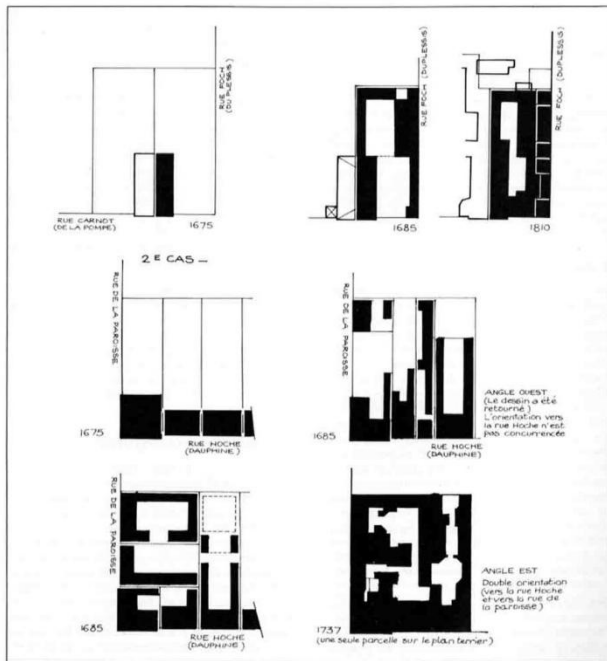 RUE FOCH
(DUPLESSIS)
RUE CARNOT
(DE LA POMPE)
1675
RUE FOCH (DUPLESSIS)
1685
RUE FOCH (DUPLESSIS)
1810
2E CAS _
RUE DE LA PAROISSE
1675
RUE HOCHE
(DAUPHINE)
RUE DE LA PAROISSE
1685
RUE HOCHE
(DAUPHINE)
ANGLE OUEST
(Le dessin a été
retourné)
L'orientation vers
la rue Hoche n'est
pas concurrencée
RUE DE LA PAROISSE
1685
RUE HOCHE
(DAUPHINE)
1737
(une seule parcelle sur le plan terrier)
ANGLE EST
Double orientation
(vers la rue Hoche
et vers la rue de
la paroisse)